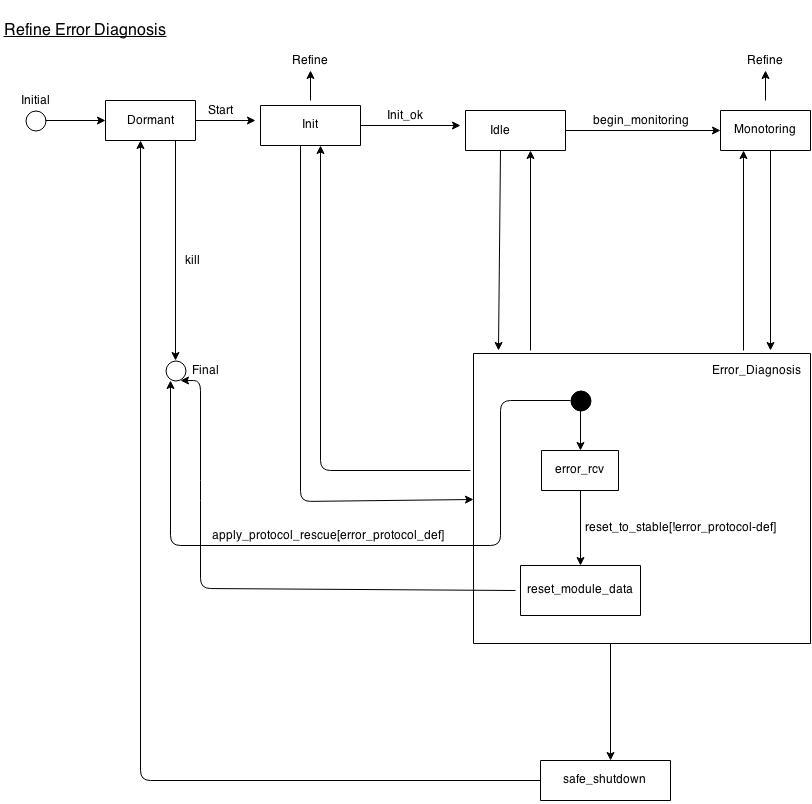 Refine Error Diagnosis
Refine
Refine
Initial
Dormant
Start
Init
Init_ok
Idle
begin_monitoring
Monotoring
kill
Final
Error_Diagnosis
error_rcv
reset_to_stable[!error_protocol-def]
apply_protocol_rescue[error_protocol_def]
reset_module_data
safe_shutdown